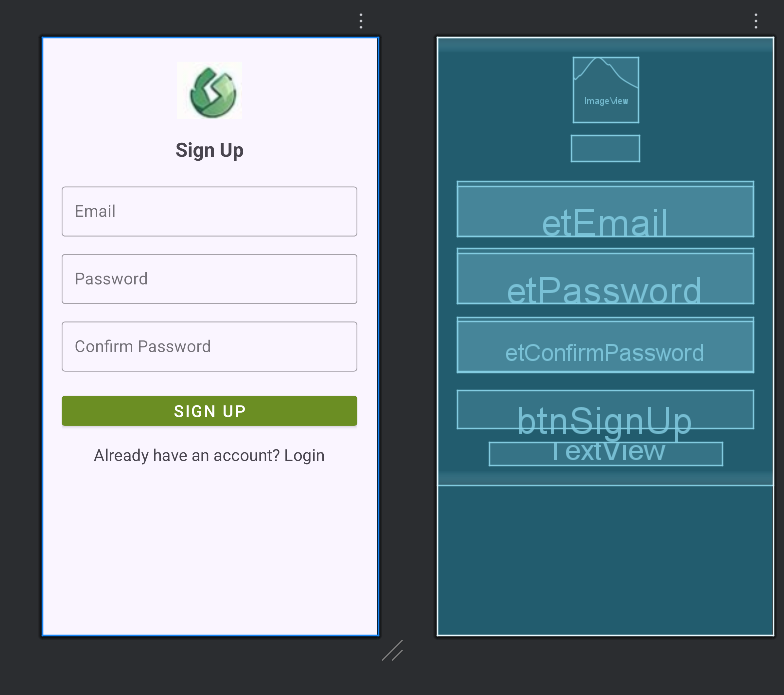 Sign Up
Email
Password
Confirm Password
SIGN UP
Already have an account? Login
ImageView
etEmail
etPassword
etConfirmPassword
btnSignUp
TextView